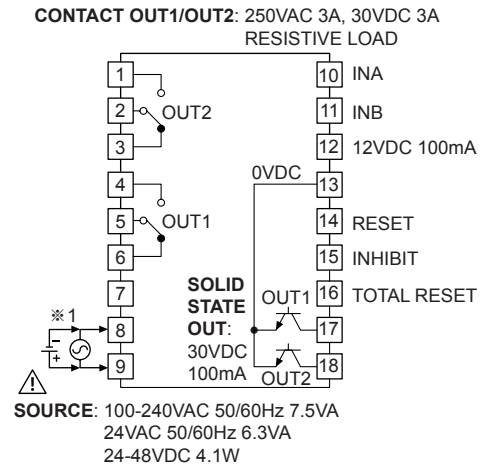 CONTACT OUT1/OUT2: 250VAC 3A, 30VDC 3A
RESISTIVE LOAD
1
2
3
4
5
6
7
8
9
OUT2
OUT1
※1
10 INA
11 INB
12 12VDC 100mA
13
0VDC
14 RESET
15 INHIBIT
16 TOTAL RESET
17
18
SOLID
STATE
OUT:
30VDC
100mA
OUT1
OUT2
SOURCE: 100-240VAC 50/60Hz 7.5VA
24VAC 50/60Hz 6.3VA
24-48VDC 4.1W